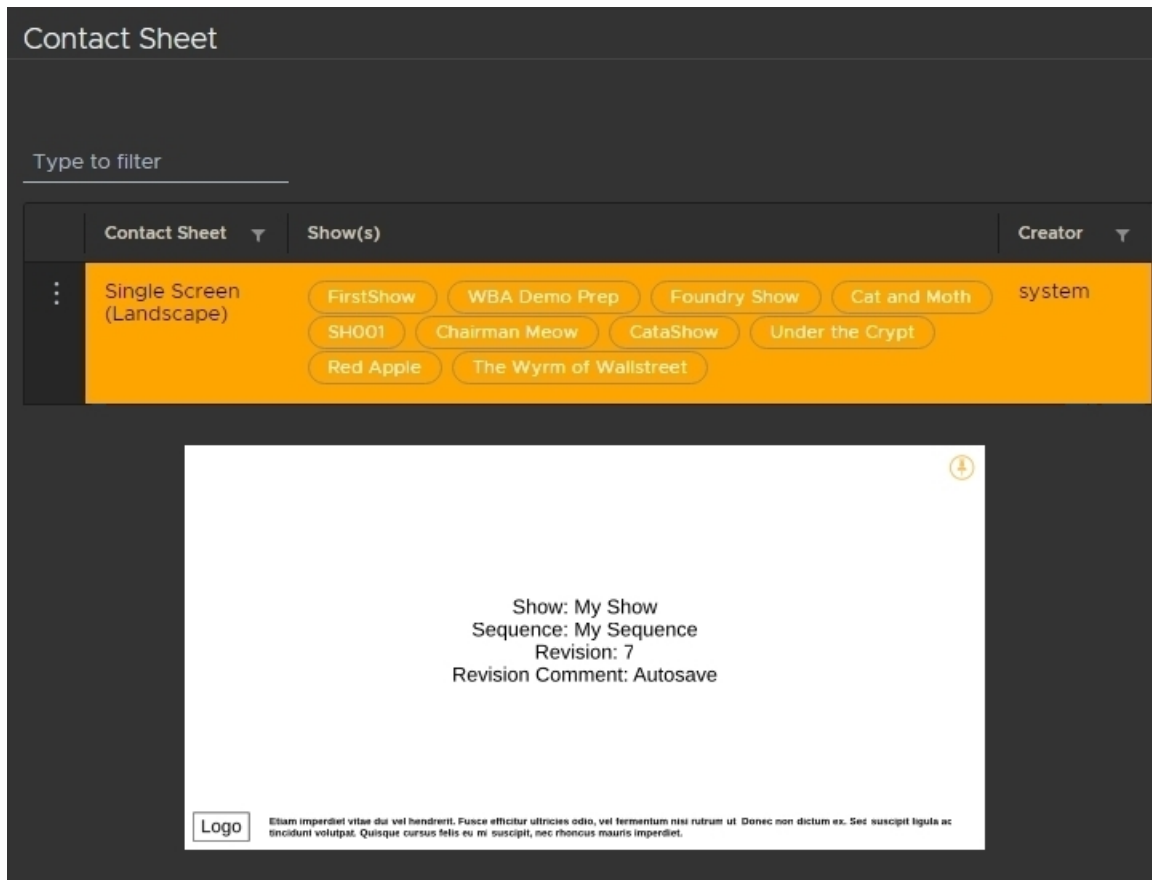 Contact Sheet
Type to filter
Contact Sheet Show(s) Creator
Single Screen (Landscape)
FirstShow WBA Demo Prep Foundry Show Cat and Moth
SH001 Chairman Meow CataShow Under the Crypt
Red Apple The Wyrm of Wallstreet
system
Show: My Show
Sequence: My Sequence
Revision: 7
Revision Comment: Autosave
Logo
Etiam imperdiet vitae dui vel hendrerit. Fusce efficitur ultricies odio, vel fermentum nisi rutrum ut. Donec non dictum ex. Sed suscipit ligula ac
tincidunt volutpat. Quisque cursus felis eu mi suscipit, nec rhoncus mauris imperdiet.